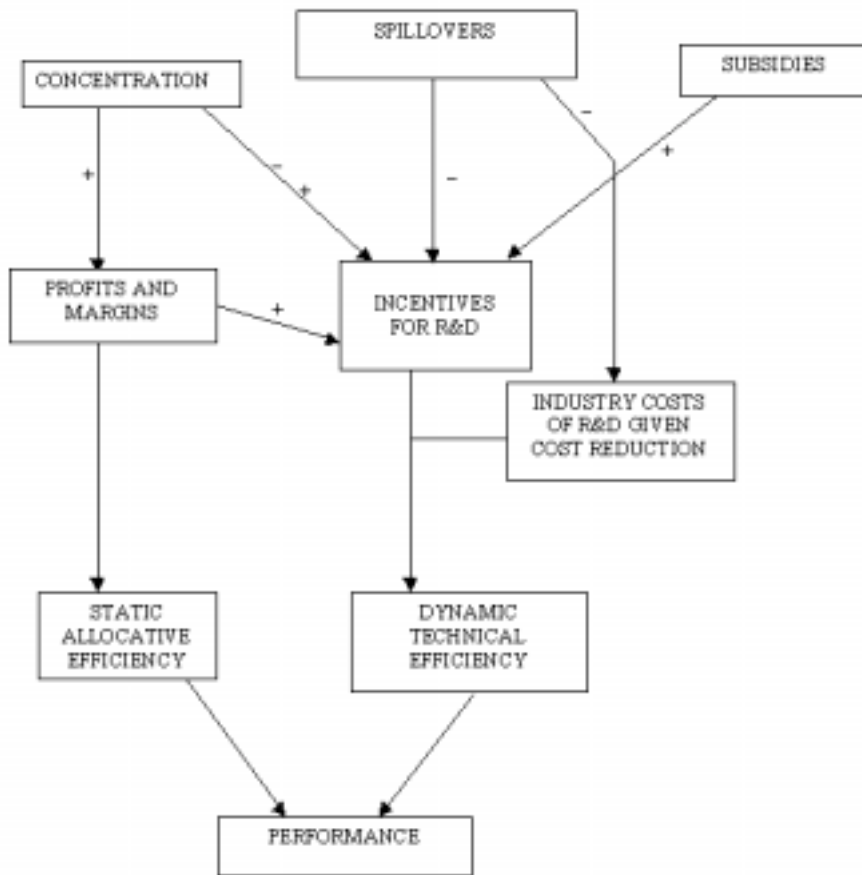 SPILLOVERS
CONCENTRATION
SUBSIDIES
–
+
–
+
+
–
PROFITS AND
MARGINS
+
INCENTIVES
FOR R&D
INDUSTRY COSTS
OF R&D GIVEN
COST REDUCTION
STATIC
ALLOCATIVE
EFFICIENCY
DYNAMIC
TECHNICAL
EFFICIENCY
PERFORMANCE